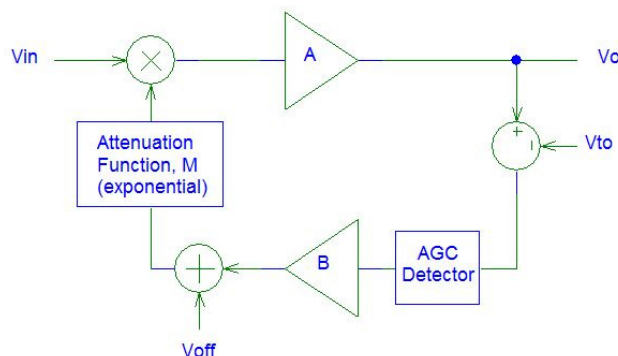 Vin
A
Vo
Attenuation
Function, M
(exponential)
+
-
Vto
B
AGC
Detector
Voff